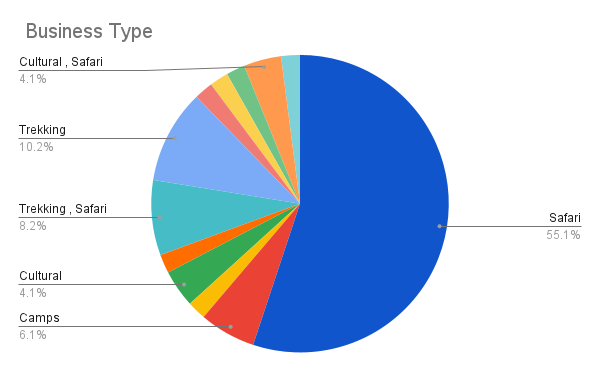 Business Type
Cultural , Safari
4.1%
Trekking
10.2%
Trekking , Safari
8.2%
Cultural
4.1%
Camps
6.1%
Safari
55.1%